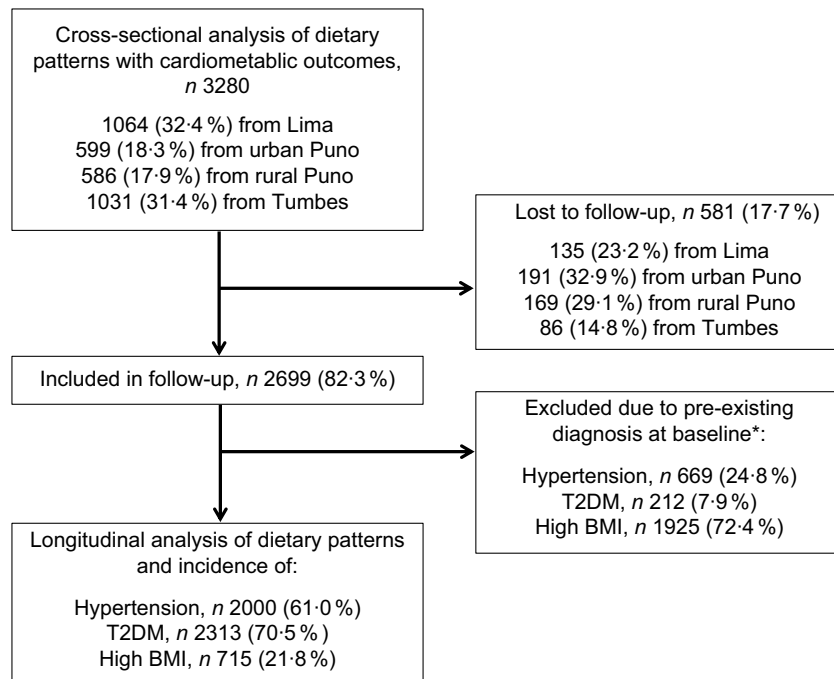 Cross-sectional analysis of dietary
patterns with cardiometablic outcomes,
n 3280
1064 (32·4 %) from Lima
599 (18·3 %) from urban Puno
586 (17·9 %) from rural Puno
1031 (31·4 %) from Tumbes
Lost to follow-up, n 581 (17·7 %)
135 (23·2 %) from Lima
191 (32·9 %) from urban Puno
169 (29·1 %) from rural Puno
86 (14·8 %) from Tumbes
Included in follow-up, n 2699 (82·3 %)
Excluded due to pre-existing
diagnosis at baseline*:
Hypertension, n 669 (24·8 %)
T2DM, n 212 (7·9 %)
High BMI, n 1925 (72·4 %)
Longitudinal analysis of dietary patterns
and incidence of:
Hypertension, n 2000 (61·0 %)
T2DM, n 2313 (70·5 %)
High BMI, n 715 (21·8 %)